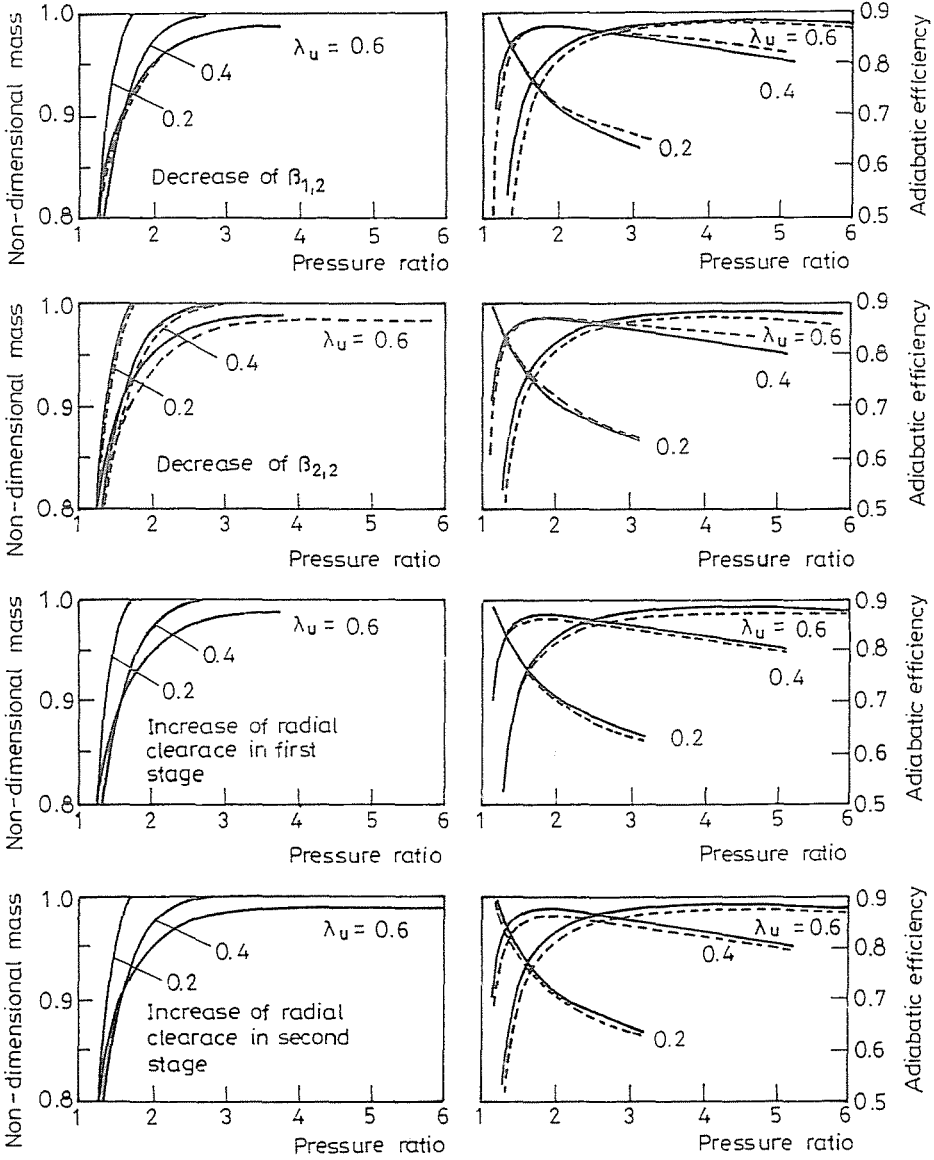 Non-dimensional mass
1.0
0.9
0.8
λu = 0.6
0.4
0.2
Decrease of β1,2
1 2 3 4 5 6
Pressure ratio
0.9
0.8
0.7
0.6
0.5
λu = 0.6
0.4
0.2
1 2 3 4 5 6
Pressure ratio
Adiabatic efficiency
Non-dimensional mass
1.0
0.9
0.8
λu = 0.6
0.4
0.2
Decrease of β2,2
1 2 3 4 5 6
Pressure ratio
0.9
0.8
0.7
0.6
0.5
λu = 0.6
0.4
0.2
1 2 3 4 5 6
Pressure ratio
Adiabatic efficiency
Non-dimensional mass
1.0
0.9
0.8
λu = 0.6
0.4
0.2
Increase of radial
clearace in first
stage
1 2 3 4 5 6
Pressure ratio
0.9
0.8
0.7
0.6
0.5
λu = 0.6
0.4
0.2
1 2 3 4 5 6
Pressure ratio
Adiabatic efficiency
Non-dimensional mass
1.0
0.9
0.8
λu = 0.6
0.4
0.2
Increase of radial
clearace in second
stage
1 2 3 4 5 6
Pressure ratio
0.9
0.8
0.7
0.6
0.5
λu = 0.6
0.4
0.2
1 2 3 4 5 6
Pressure ratio
Adiabatic efficiency